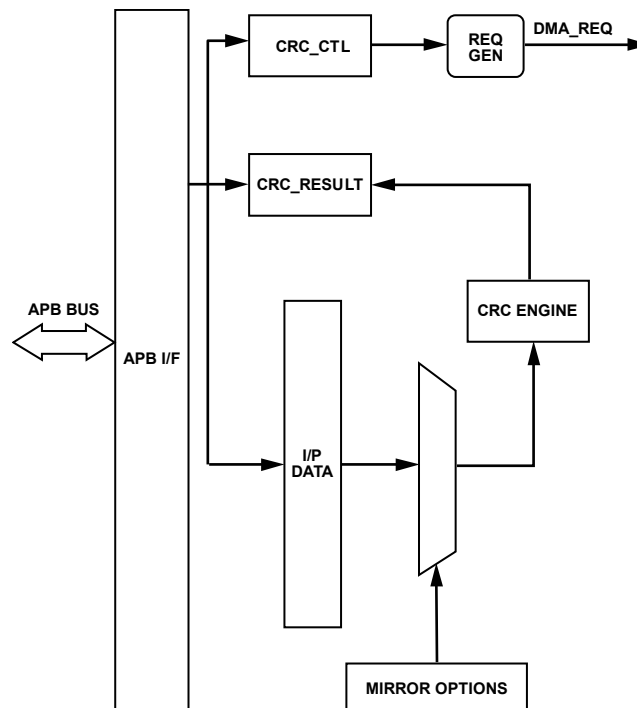 CRC_CTL
REQ
GEN
DMA_REQ
CRC_RESULT
CRC ENGINE
APB BUS
APB I/F
I/P
DATA
MIRROR OPTIONS